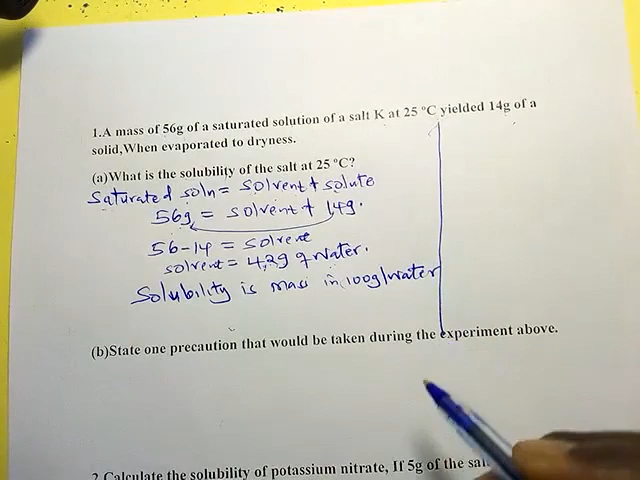 1.A mass of 56g of a saturated solution of a salt K at 25 °C yielded 14g of a
solid,When evaporated to dryness.
(a)What is the solubility of the salt at 25 °C?
Saturated soln = solvent + solute
56g = solvent + 14g.
56-14 = solvent
solvent = 42g of water.
Solubility is mass in 100g/water
(b)State one precaution that would be taken during the experiment above.
2.Calculate the solubility of potassium nitrate, If 5g of the